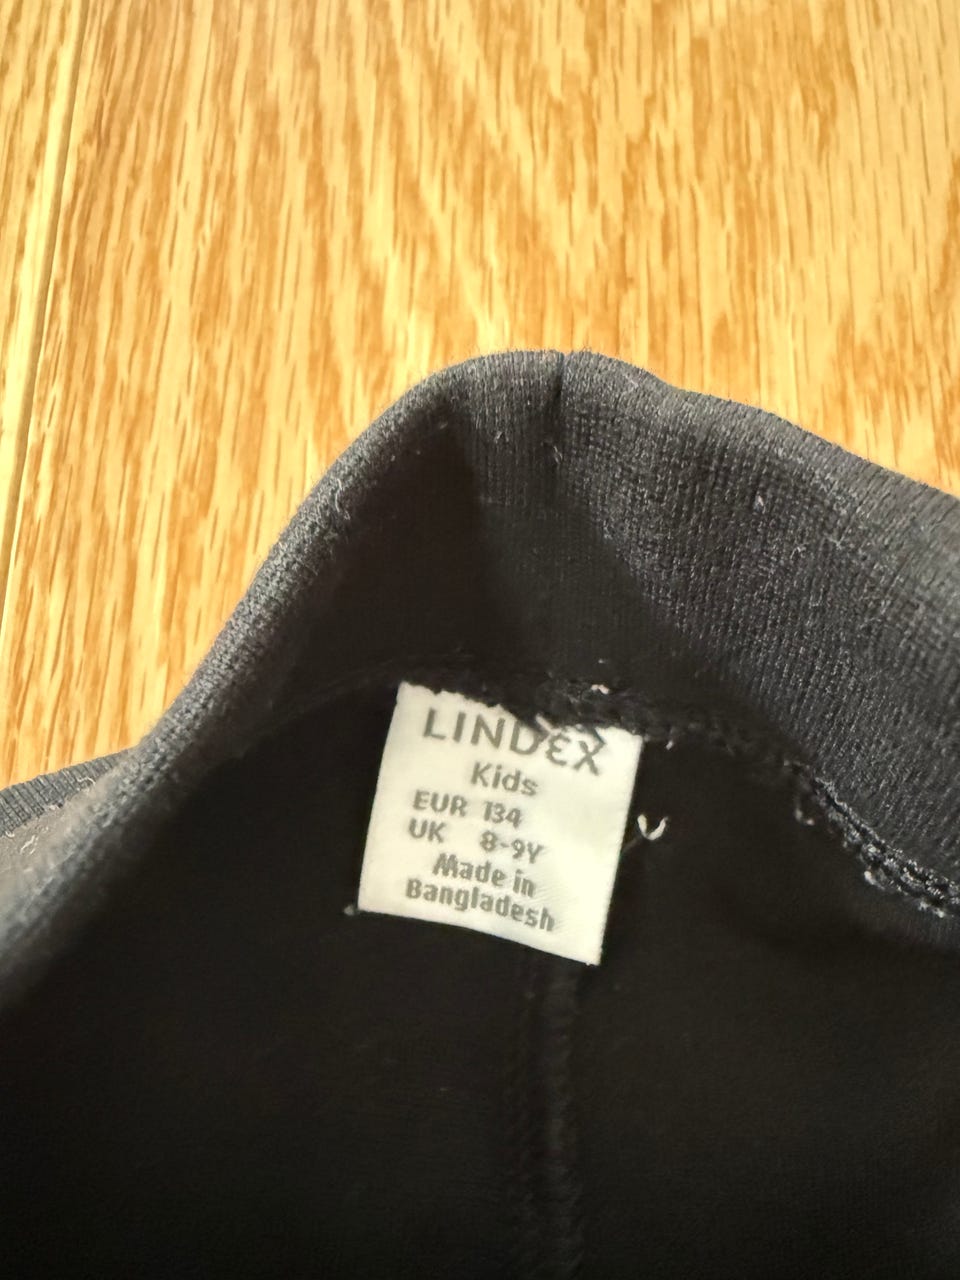 LINDEX
Kids
EUR 134
UK 8-9Y
Made in
Bangladesh